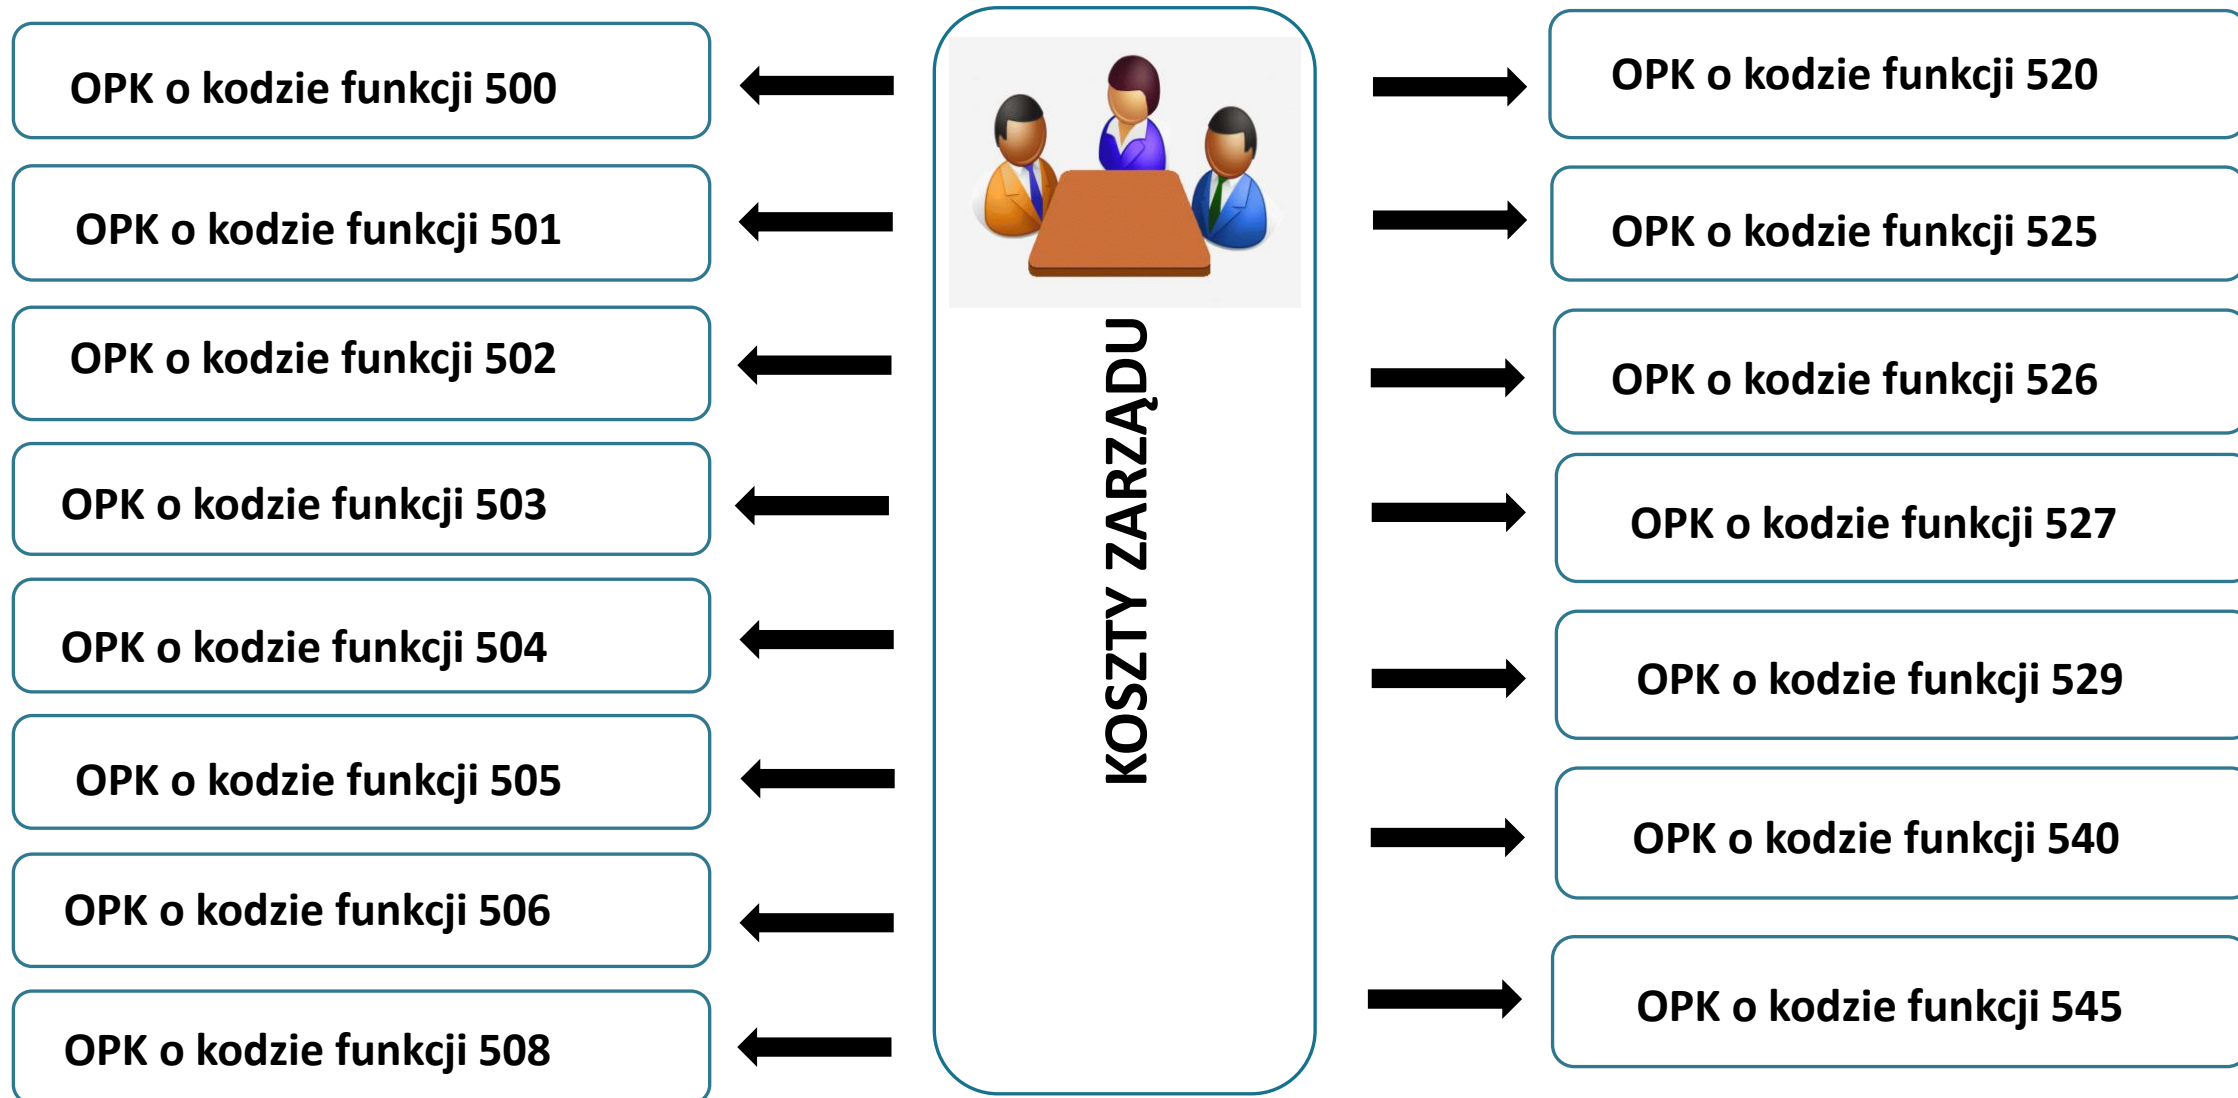 OPK o kodzie funkcji 500
OPK o kodzie funkcji 501
OPK o kodzie funkcji 502
OPK o kodzie funkcji 503
OPK o kodzie funkcji 504
OPK o kodzie funkcji 505
OPK o kodzie funkcji 506
OPK o kodzie funkcji 508
KOSZTY ZARZĄDU
OPK o kodzie funkcji 520
OPK o kodzie funkcji 525
OPK o kodzie funkcji 526
OPK o kodzie funkcji 527
OPK o kodzie funkcji 529
OPK o kodzie funkcji 540
OPK o kodzie funkcji 545